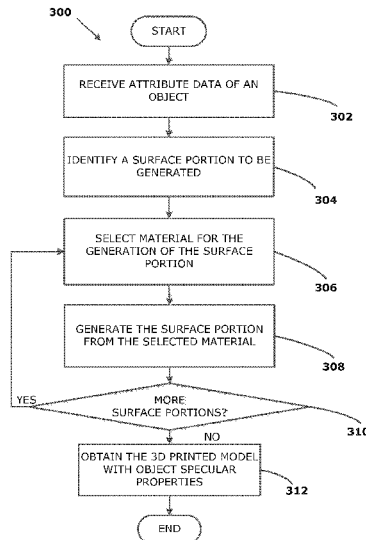 300
START
RECEIVE ATTRIBUTE DATA OF AN
OBJECT
302
IDENTIFY A SURFACE PORTION TO BE
GENERATED
304
SELECT MATERIAL FOR THE
GENERATION OF THE SURFACE
PORTION
306
GENERATE THE SURFACE PORTION
FROM THE SELECTED MATERIAL
308
YES
MORE
SURFACE PORTIONS?
310
NO
OBTAIN THE 3D PRINTED MODEL
WITH OBJECT SPECULAR
PROPERTIES
312
END